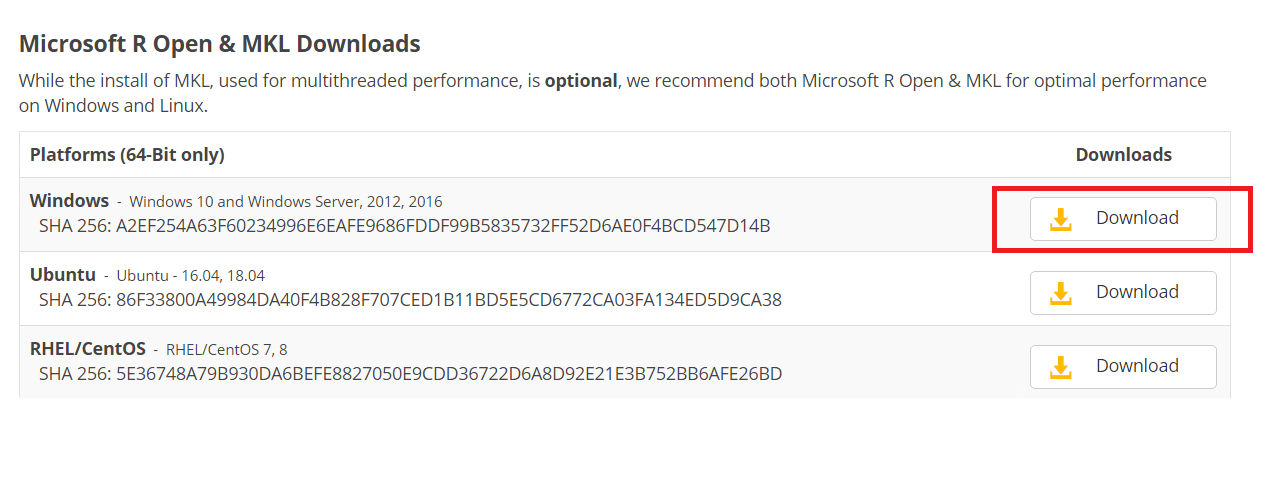 Microsoft R Open & MKL Downloads
While the install of MKL, used for multithreaded performance, is optional, we recommend both Microsoft R Open & MKL for optimal performance
on Windows and Linux.
Platforms (64-Bit only) Downloads
Windows - Windows 10 and Windows Server, 2012, 2016
SHA 256: A2EF254A63F60234996E6EAFE9686FDDF99B5835732FF52D6AE0F4BCD547D14B
Download
Ubuntu - Ubuntu - 16.04, 18.04
SHA 256: 86F33800A49984DA40F4B828F707CED1B11BD5E5CD6772CA03FA134ED5D9CA38
Download
RHEL/CentOS - RHEL/CentOS 7, 8
SHA 256: 5E36748A79B930DA6BEFE8827050E9CDD36722D6A8D92E21E3B752BB6AFE26BD
Download